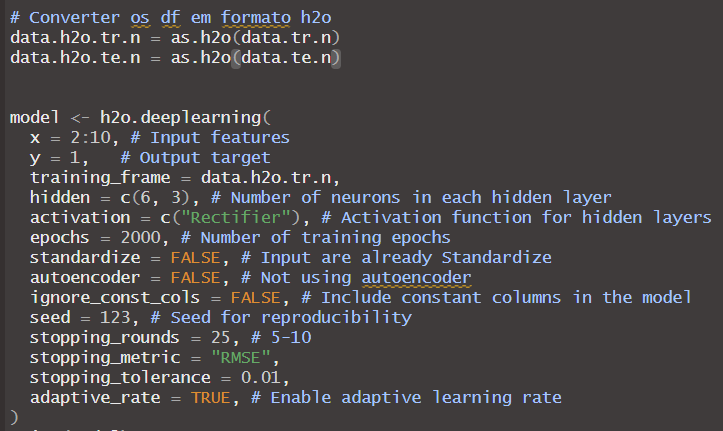 # Converter os df em formato h2o
data.h2o.tr.n = as.h2o(data.tr.n)
data.h2o.te.n = as.h2o(data.te.n)
model <- h2o.deeplearning(
x = 2:10, # Input features
y = 1,   # Output target
training_frame = data.h2o.tr.n,
hidden = c(6, 3), # Number of neurons in each hidden layer
activation = c("Rectifier"), # Activation function for hidden layers
epochs = 2000, # Number of training epochs
standardize = FALSE, # Input are already Standardize
autoencoder = FALSE, # Not using autoencoder
ignore_const_cols = FALSE, # Include constant columns in the model
seed = 123, # Seed for reproducibility
stopping_rounds = 25, # 5-10
stopping_metric = "RMSE",
stopping_tolerance = 0.01,
adaptive_rate = TRUE, # Enable adaptive learning rate
)